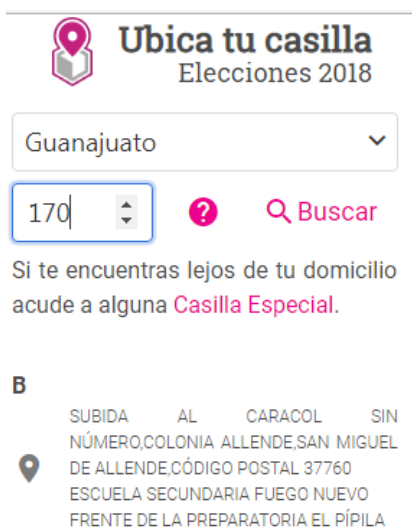 Ubica tu casilla
Elecciones 2018
Guanajuato
170
? Buscar
Si te encuentras lejos de tu domicilio
acude a alguna Casilla Especial.
B
SUBIDA AL CARACOL SIN
NÚMERO,COLONIA ALLENDE,SAN MIGUEL
DE ALLENDE,CÓDIGO POSTAL 37760
ESCUELA SECUNDARIA FUEGO NUEVO
FRENTE DE LA PREPARATORIA EL PÍPILA